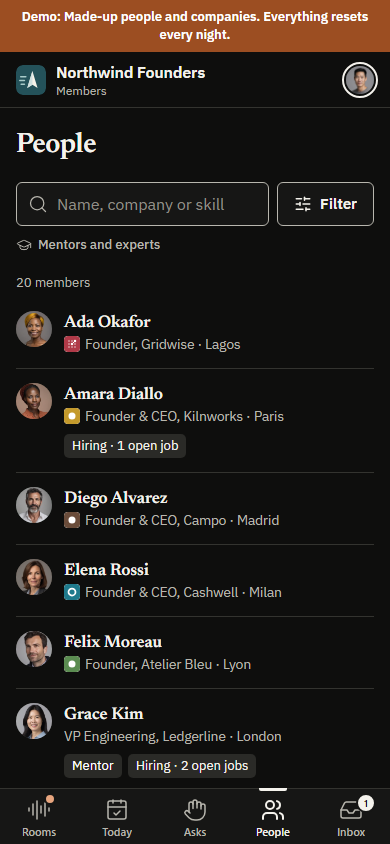 Demo: Made-up people and companies. Everything resets
every night.
Northwind Founders
Members
People
Name, company or skill
Filter
Mentors and experts
20 members
Ada Okafor
Founder, Gridwise · Lagos
Amara Diallo
Founder & CEO, Kilnworks · Paris
Hiring · 1 open job
Diego Alvarez
Founder & CEO, Campo · Madrid
Elena Rossi
Founder & CEO, Cashwell · Milan
Felix Moreau
Founder, Atelier Bleu · Lyon
Grace Kim
VP Engineering, Ledgerline · London
Mentor Hiring · 2 open jobs
1
Rooms Today Asks People Inbox